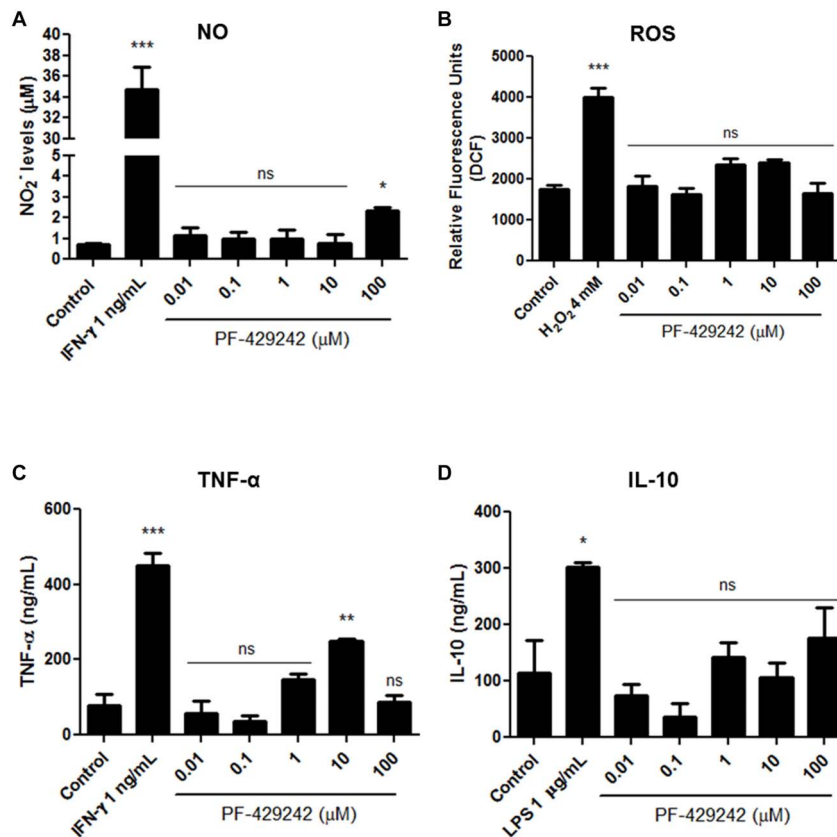 A
NO
NO2- levels (μM)
40
38
36
34
32
30
5
4
3
2
1
0
***
ns
*
Control
IFN-γ 1 ng/mL
0.01
0.1
1
10
100
PF-429242 (μM)
B
ROS
Relative Fluorescence Units
(DCF)
5000
4000
3000
2000
1000
0
***
ns
Control
H2O2 4 mM
0.01
0.1
1
10
100
PF-429242 (μM)
C
TNF-α
TNF-α (ng/mL)
600
400
200
0
***
ns
**
ns
Control
IFN-γ 1 ng/mL
0.01
0.1
1
10
100
PF-429242 (μM)
D
IL-10
IL-10 (ng/mL)
400
300
200
100
0
*
ns
Control
LPS 1 μg/mL
0.01
0.1
1
10
100
PF-429242 (μM)